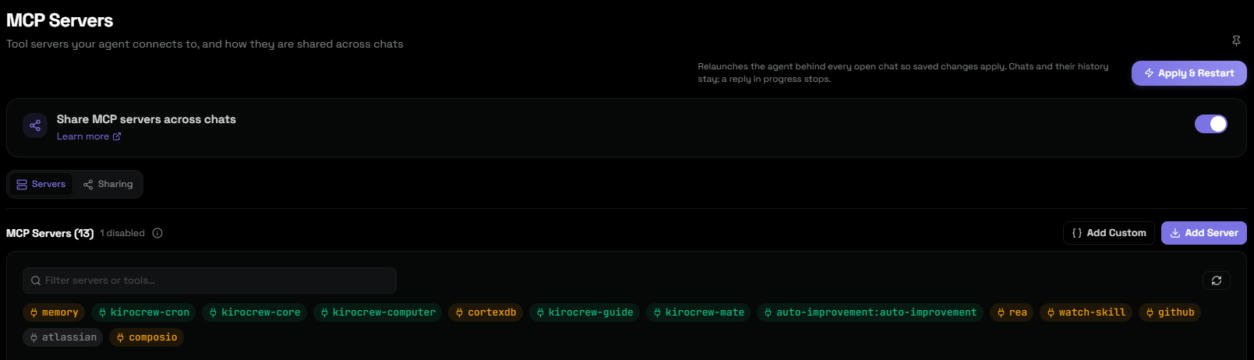 MCP Servers
Tool servers your agent connects to, and how they are shared across chats
Relaunches the agent behind every open chat so saved changes apply. Chats and their history
stay; a reply in progress stops.
Apply & Restart
Share MCP servers across chats
Learn more
Servers Sharing
MCP Servers (13) 1 disabled
{ } Add Custom Add Server
Filter servers or tools...
memory kirocrew-cron kirocrew-core kirocrew-computer cortexdb kirocrew-guide kirocrew-mate auto-improvement:auto-improvement rea watch-skill github
atlassian composio